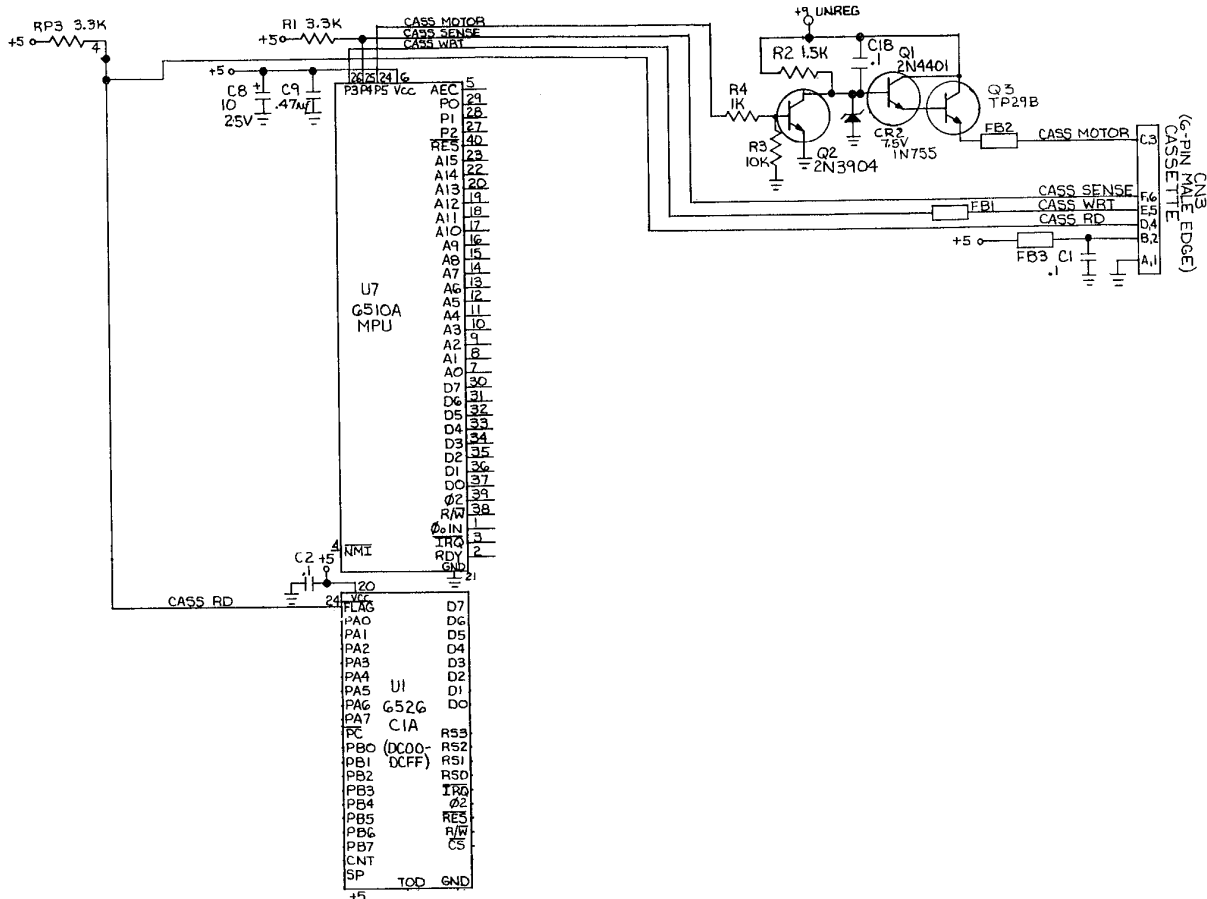 +9 UNREG
RP3 3.3K
+5
4
R1 3.3K
+5
CASS MOTOR
CASS SENSE
CASS WRT
R2 1.5K
C18
.1
Q1
2N4401
Q3
TP29B
+5
C8
+
10
25V
C9
.47
26 25 24 6
P3 P4 P5 VCC
R4
1K
R3
10K
Q2
2N3904
CR2
7.5V
1N755
FB2
CASS MOTOR
C,3
CASS SENSE
F,6
FB1
CASS WRT
E,5
CASS RD
D,4
+5
FB3
C1
.1
B,2
A,1
CN3
CASSETTE
(6-PIN MALE EDGE)
AEC 5
P0 29
P1 28
P2 27
RES 40
A15 23
A14 22
A13 20
A12 19
A11 18
A10 17
A9 16
A8 15
A7 14
A6 13
A5 12
A4 11
A3 10
A2 9
A1 8
A0 7
D7 30
D6 31
D5 32
D4 33
D3 34
D2 35
D1 36
D0 37
Ø2 39
R/W 38
Ø₀IN 1
IRQ 3
RDY 2
GND 21
U7
6510A
MPU
4 NMI
C2
.1
+5
20
VCC
CASS RD
24
FLAG D7
PA0 D6
PA1 D5
PA2 D4
PA3 D3
PA4 D2
PA5 D1
PA6 D0
PA7
PC RS3
PB0 RS2
PB1 RS1
PB2 RS0
PB3 IRQ
PB4 Ø2
PB5 RES
PB6 R/W
PB7 CS
CNT
SP
TOD GND
+5
U1
6526
CIA
(DC00-
DCFF)